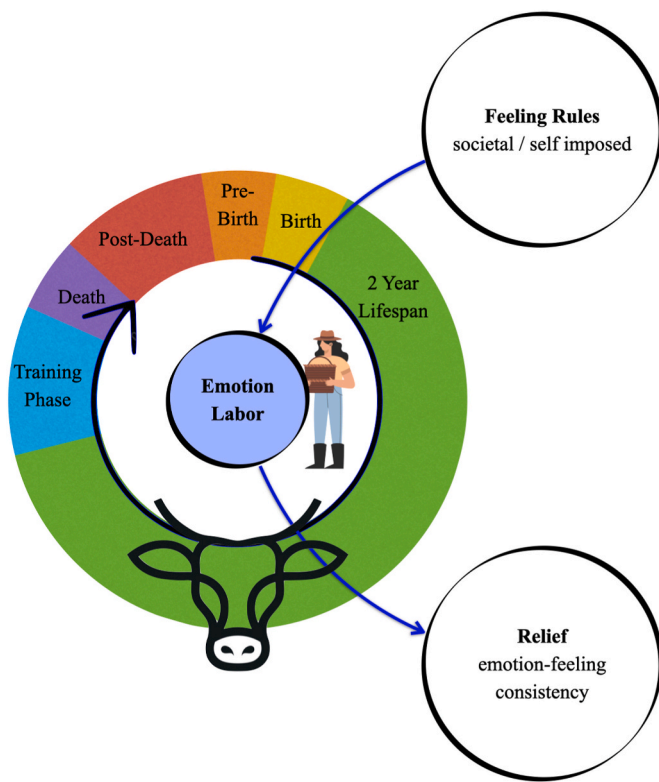 Feeling Rules
societal / self imposed
Pre-
Birth
Birth
Post-Death
2 Year
Lifespan
Death
Training
Phase
Emotion
Labor
Relief
emotion-feeling
consistency